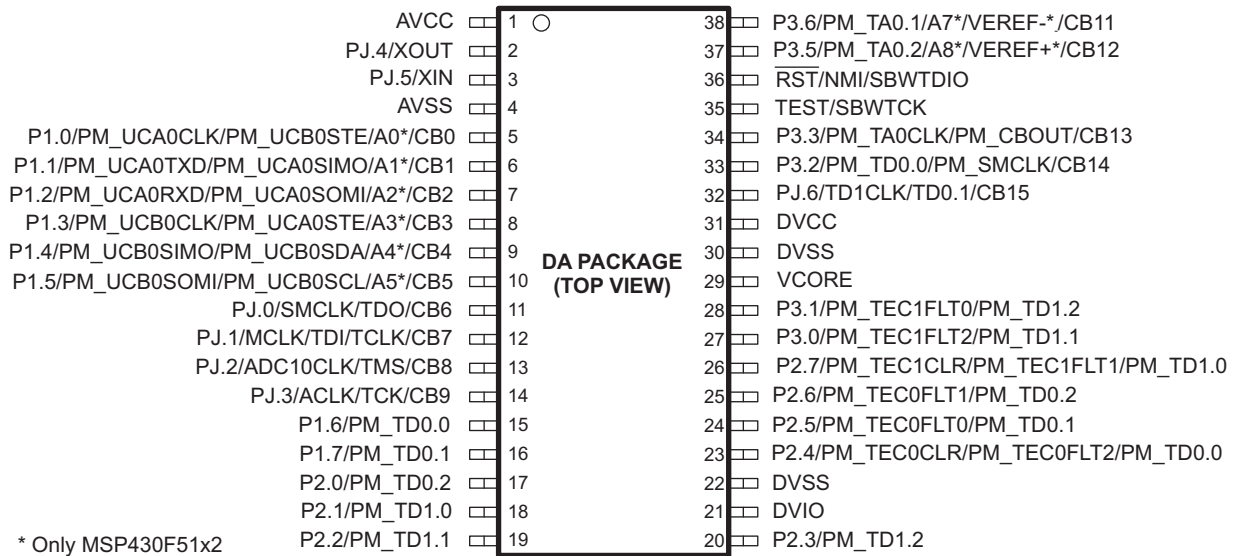 AVCC 1 38 P3.6/PM_TA0.1/A7*/VEREF-*/CB11
PJ.4/XOUT 2 37 P3.5/PM_TA0.2/A8*/VEREF+*/CB12
PJ.5/XIN 3 36 RST/NMI/SBWTDIO
AVSS 4 35 TEST/SBWTCK
P1.0/PM_UCA0CLK/PM_UCB0STE/A0*/CB0 5 34 P3.3/PM_TA0CLK/PM_CBOUT/CB13
P1.1/PM_UCA0TXD/PM_UCA0SIMO/A1*/CB1 6 33 P3.2/PM_TD0.0/PM_SMCLK/CB14
P1.2/PM_UCA0RXD/PM_UCA0SOMI/A2*/CB2 7 32 PJ.6/TD1CLK/TD0.1/CB15
P1.3/PM_UCB0CLK/PM_UCA0STE/A3*/CB3 8 31 DVCC
P1.4/PM_UCB0SIMO/PM_UCB0SDA/A4*/CB4 9 30 DVSS
DA PACKAGE
(TOP VIEW)
P1.5/PM_UCB0SOMI/PM_UCB0SCL/A5*/CB5 10 29 VCORE
PJ.0/SMCLK/TDO/CB6 11 28 P3.1/PM_TEC1FLT0/PM_TD1.2
PJ.1/MCLK/TDI/TCLK/CB7 12 27 P3.0/PM_TEC1FLT2/PM_TD1.1
PJ.2/ADC10CLK/TMS/CB8 13 26 P2.7/PM_TEC1CLR/PM_TEC1FLT1/PM_TD1.0
PJ.3/ACLK/TCK/CB9 14 25 P2.6/PM_TEC0FLT1/PM_TD0.2
P1.6/PM_TD0.0 15 24 P2.5/PM_TEC0FLT0/PM_TD0.1
P1.7/PM_TD0.1 16 23 P2.4/PM_TEC0CLR/PM_TEC0FLT2/PM_TD0.0
P2.0/PM_TD0.2 17 22 DVSS
P2.1/PM_TD1.0 18 21 DVIO
P2.2/PM_TD1.1 19 20 P2.3/PM_TD1.2
* Only MSP430F51x2